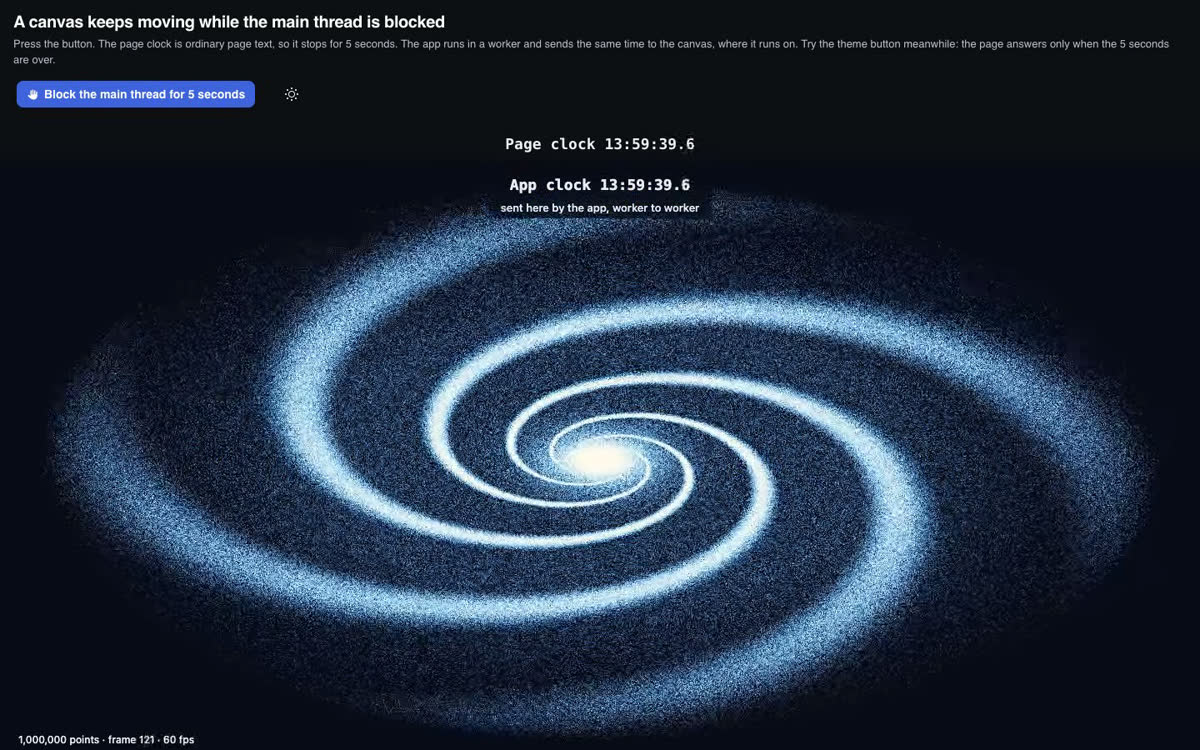 A canvas keeps moving while the main thread is blocked
Press the button. The page clock is ordinary page text, so it stops for 5 seconds. The app runs in a worker and sends the same time to the canvas, where it runs on. Try the theme button meanwhile: the page answers only when the 5 seconds
are over.
Block the main thread for 5 seconds
Page clock 13:59:39.6
App clock 13:59:39.6
sent here by the app, worker to worker
1,000,000 points · frame 121 · 60 fps